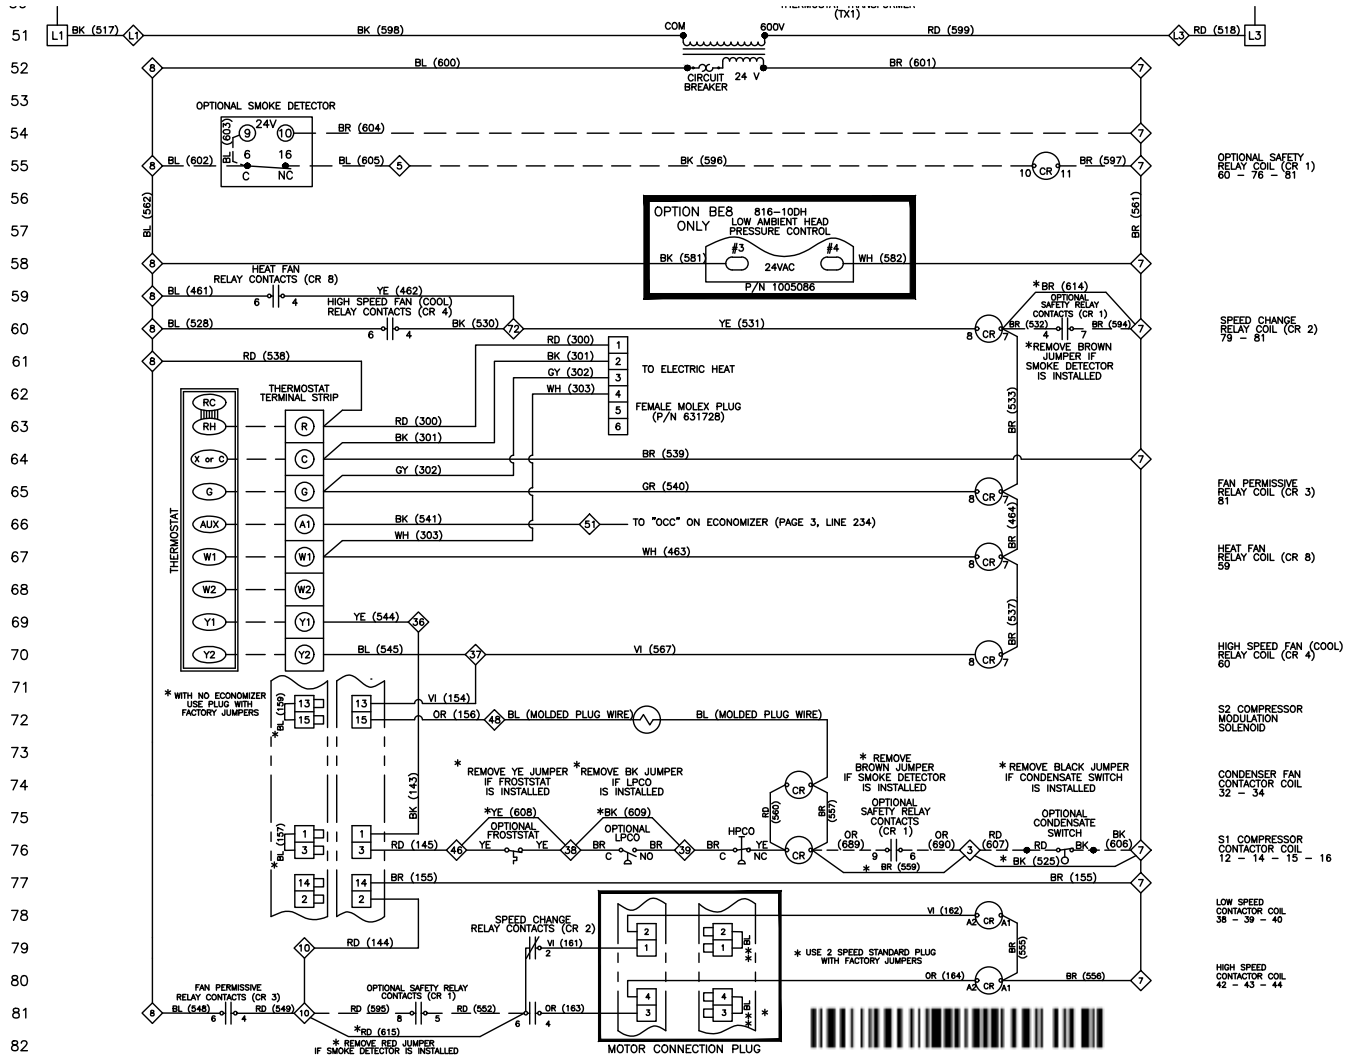 (TX1)
51 L1 BK (517) L1 BK (598) COM 600V RD (599) L3 RD (518) L3
52 8 BL (600) CIRCUIT BREAKER 24 V BR (601) 7
53
OPTIONAL SMOKE DETECTOR
54 BL (603) 9 24V 10 BR (604) 7
55 8 BL (602) 6 C 16 NC BL (605) 5 BK (596) 10 CR 11 BR (597) 7
OPTIONAL SAFETY
RELAY COIL (CR 1)
60 - 76 - 81
56 BL (562) BR (561)
OPTION BE8
ONLY
816-10DH
LOW AMBIENT HEAD
PRESSURE CONTROL
57
58 8 BK (581) #3 24VAC #4 WH (582) 7
P/N 1005086
HEAT FAN
RELAY CONTACTS (CR 8)
59 8 BL (461) 6 4 YE (462)
*BR (614)
OPTIONAL
SAFETY RELAY
CONTACTS (CR 1)
HIGH SPEED FAN (COOL)
RELAY CONTACTS (CR 4)
60 8 BL (528) 6 4 BK (530) 72 YE (531) 8 CR 7 BR (532) 4 7 BR (594) 7
*REMOVE BROWN
JUMPER IF
SMOKE DETECTOR
IS INSTALLED
SPEED CHANGE
RELAY COIL (CR 2)
79 - 81
61 8 RD (538)
RD (300) 1
BK (301) 2
GY (302) 3
WH (303) 4
5
6
TO ELECTRIC HEAT
FEMALE MOLEX PLUG
(P/N 631728)
62
THERMOSTAT
TERMINAL STRIP
BR (533)
THERMOSTAT
RC
63 RH R RD (300)
BK (301)
64 X or C C BR (539) 7
GY (302)
65 G G GR (540) 8 CR 7
FAN PERMISSIVE
RELAY COIL (CR 3)
81
BR (464)
66 AUX A1 BK (541) 51 TO "OCC" ON ECONOMIZER (PAGE 3, LINE 234)
WH (303)
67 W1 W1 WH (463) 8 CR 7
HEAT FAN
RELAY COIL (CR 8)
59
68 W2 W2
BR (537)
69 Y1 Y1 YE (544) 36
70 Y2 Y2 BL (545) 37 VI (567) 8 CR 7
HIGH SPEED FAN (COOL)
RELAY COIL (CR 4)
60
71
* WITH NO ECONOMIZER
USE PLUG WITH
FACTORY JUMPERS
* BL (159)
13 13 VI (154)
72 15 15 OR (156) 48 BL (MOLDED PLUG WIRE) BL (MOLDED PLUG WIRE)
S2 COMPRESSOR
MODULATION
SOLENOID
73
74 BK (143)
* REMOVE YE JUMPER
IF FROSTSTAT
IS INSTALLED
*REMOVE BK JUMPER
IF LPCO
IS INSTALLED
CR
* REMOVE
BROWN JUMPER
IF SMOKE DETECTOR
IS INSTALLED
* REMOVE BLACK JUMPER
IF CONDENSATE SWITCH
IS INSTALLED
CONDENSER FAN
CONTACTOR COIL
32 - 34
75
*YE (608)
OPTIONAL
FROSTSTAT
*BK (609)
OPTIONAL
LPCO
HPCO
RD (560)
BR (557)
OPTIONAL
SAFETY RELAY
CONTACTS
(CR 1)
OPTIONAL
CONDENSATE
SWITCH
* BL (157)
1 1
76 3 3 RD (145) 46 YE YE 38 BR C NO BR 39 BR C YE NC CR OR (689) 9 6 OR (690) 3 RD (607) RD BK BK (606) 7
* BR (559)
* BK (525)
S1 COMPRESSOR
CONTACTOR COIL
12 - 14 - 15 - 16
77 14 14 BR (155) BR (155) 7
2 2
78
SPEED CHANGE
RELAY CONTACTS (CR 2)
2 2 VI (162) A2 CR A1
LOW SPEED
CONTACTOR COIL
38 - 39 - 40
79 10 RD (144) VI (161) 2 1 1 * * BL
* USE 2 SPEED STANDARD PLUG
WITH FACTORY JUMPERS
BR (555)
80 OR (164) A2 CR A1 BR (556) 7
HIGH SPEED
CONTACTOR COIL
42 - 43 - 44
FAN PERMISSIVE
RELAY CONTACTS (CR 3)
OPTIONAL SAFETY RELAY
CONTACTS (CR 1)
4 4
81 8 BL (548) 6 4 RD (549) 10 RD (595) 8 5 RD (552) 6 4 OR (163) 3 3 * * BL *
*RD (615)
82
* REMOVE RED JUMPER
IF SMOKE DETECTOR IS INSTALLED
MOTOR CONNECTION PLUG